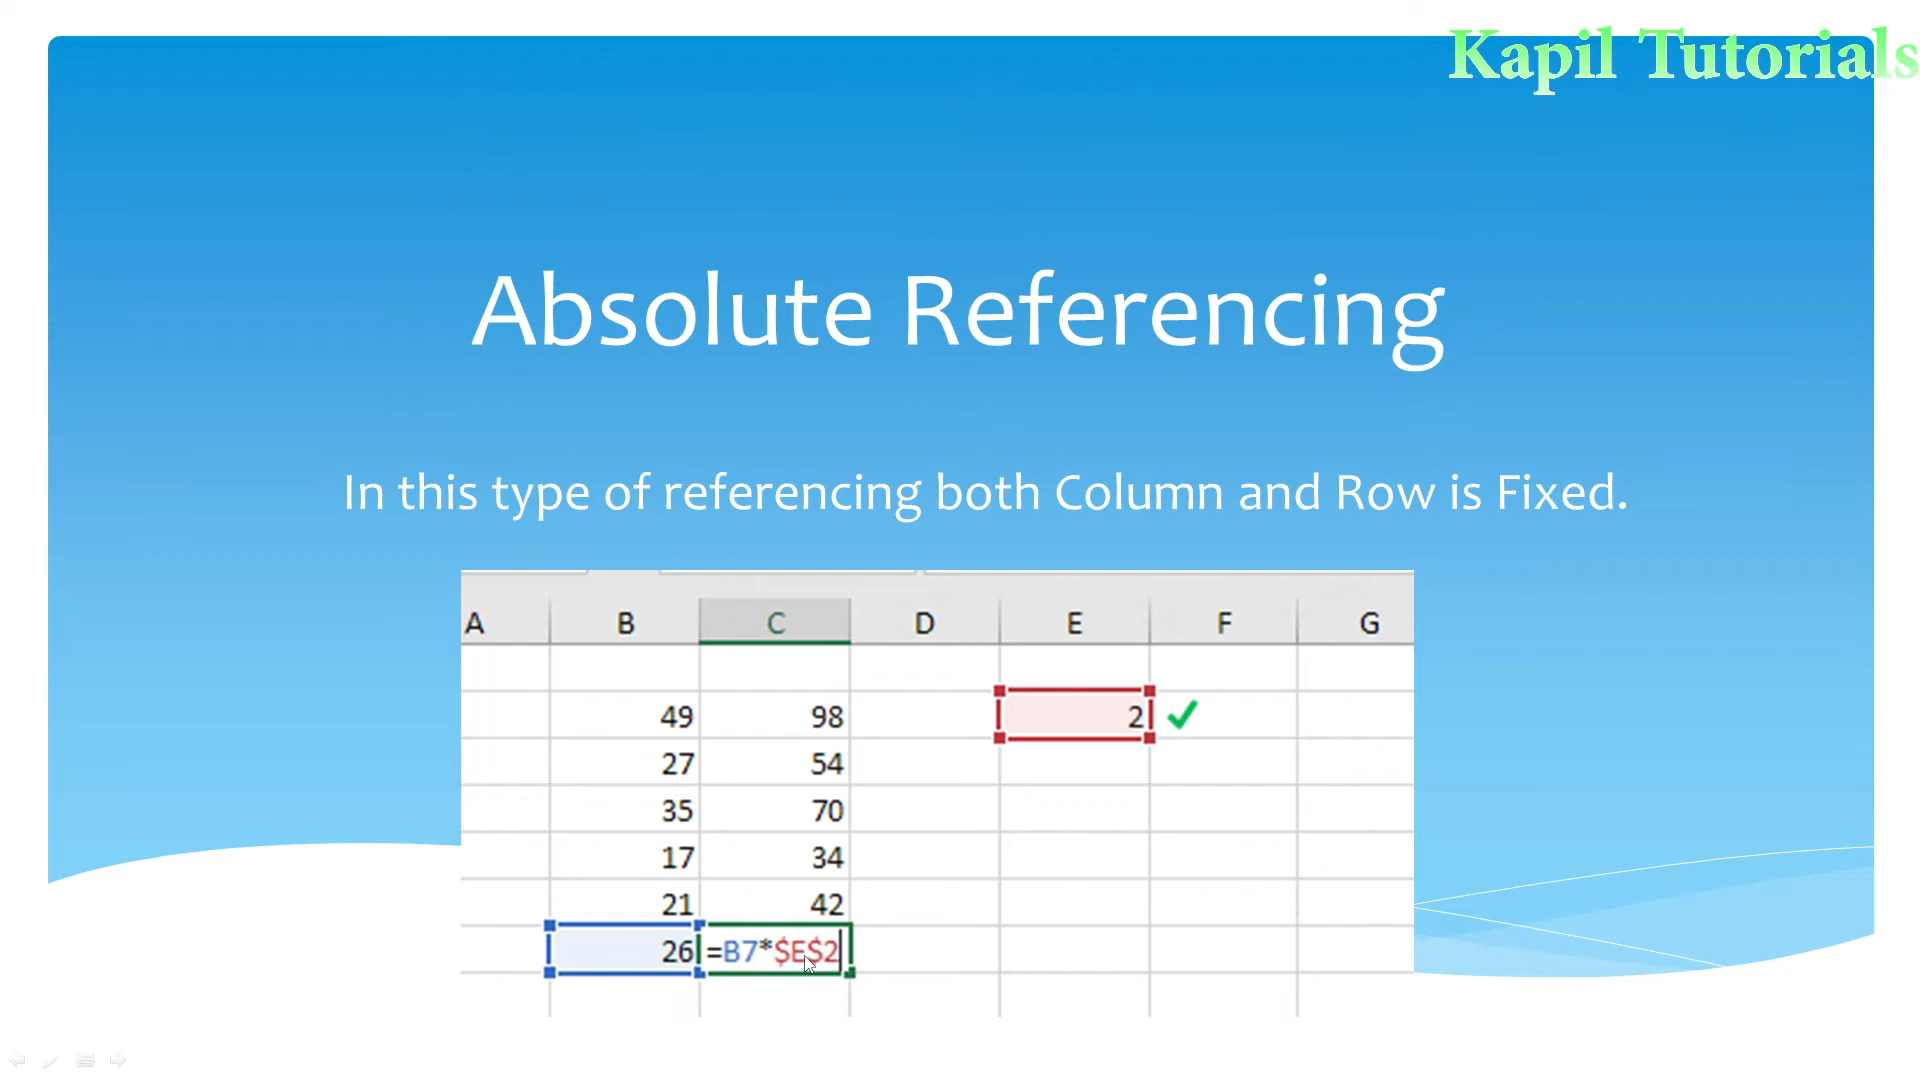 Kapil Tutorials
Absolute Referencing
In this type of referencing both Column and Row is Fixed.
A B C D E F G
49 98 2
27 54
35 70
17 34
21 42
26 =B7*$E$2